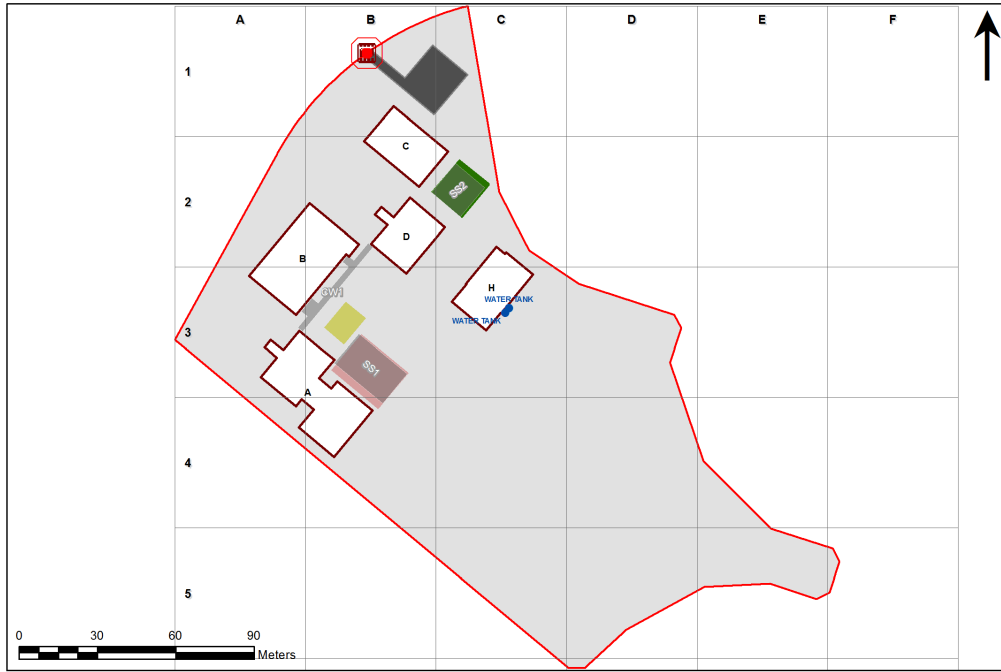 A B C D E F
1
C
2
SS2
D
B
H
GW1
WATER TANK
WATER TANK
3
SS1
A
4
5
0 30 60 90
Meters